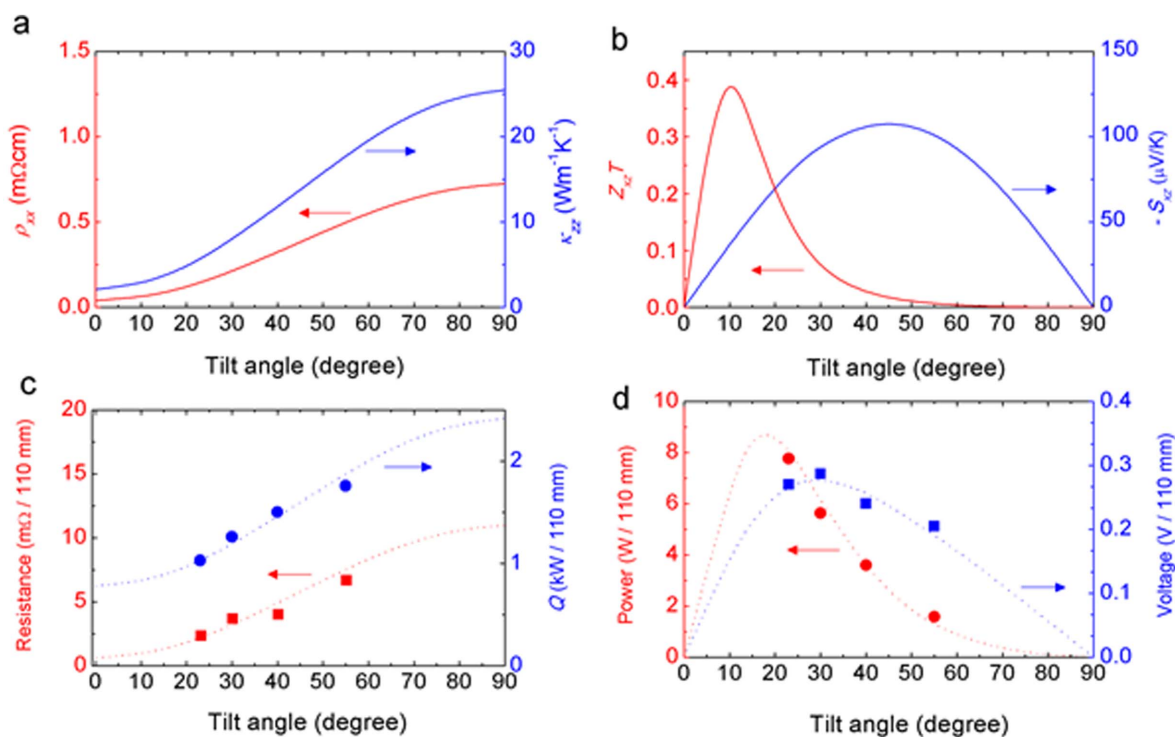 a
1.5
1.0
0.5
0.0
ρxx (mΩcm)
30
20
10
0
κzz (Wm⁻¹K⁻¹)
0 10 20 30 40 50 60 70 80 90
Tilt angle (degree)
b
0.4
0.3
0.2
0.1
0.0
ZxzT
150
100
50
0
- Sxz (μV/K)
0 10 20 30 40 50 60 70 80 90
Tilt angle (degree)
c
20
15
10
5
0
Resistance (mΩ / 110 mm)
2
1
0
Q (kW / 110 mm)
0 10 20 30 40 50 60 70 80 90
Tilt angle (degree)
d
10
8
6
4
2
0
Power (W / 110 mm)
0.4
0.3
0.2
0.1
0.0
Voltage (V / 110 mm)
0 10 20 30 40 50 60 70 80 90
Tilt angle (degree)